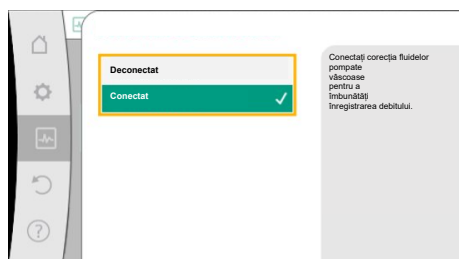 Deconectat
Conectat
Conectați corecția fluidelor
pompate
vâscoase
pentru a
îmbunătăți
înregistrarea debitului.